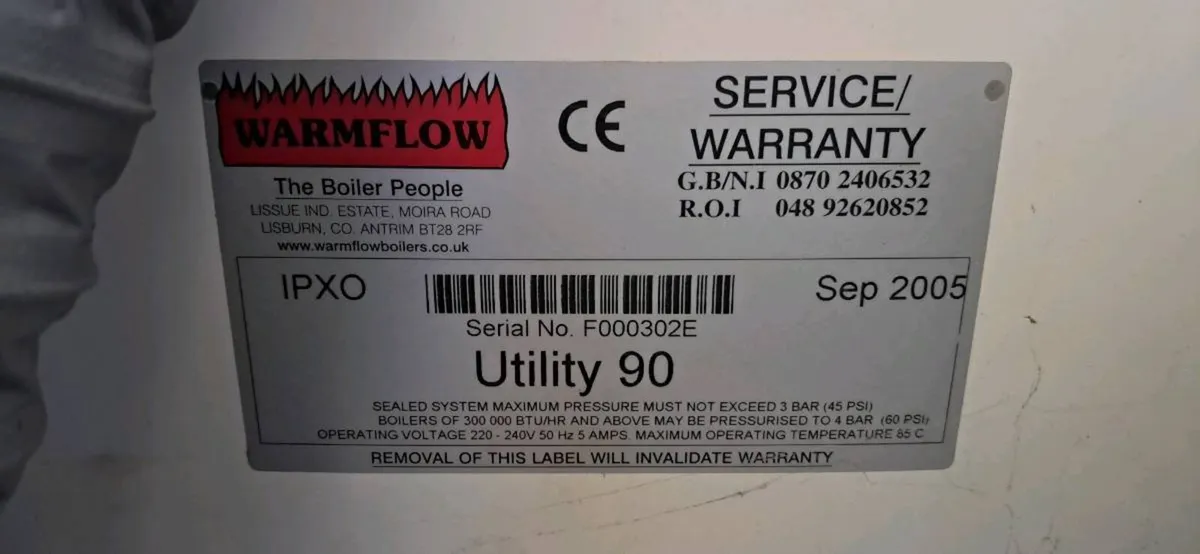 WARMFLOW
The Boiler People
LISSUE IND. ESTATE, MOIRA ROAD
LISBURN, CO. ANTRIM BT28 2RF
www.warmflowboilers.co.uk
CE
SERVICE/
WARRANTY
G.B/N.I 0870 2406532
R.O.I 048 92620852
IPXO
Sep 2005
Serial No. F000302E
Utility 90
SEALED SYSTEM MAXIMUM PRESSURE MUST NOT EXCEED 3 BAR (45 PSI)
BOILERS OF 300 000 BTU/HR AND ABOVE MAY BE PRESSURISED TO 4 BAR (60 PSI)
OPERATING VOLTAGE 220 - 240V 50 Hz 5 AMPS. MAXIMUM OPERATING TEMPERATURE 85 C
REMOVAL OF THIS LABEL WILL INVALIDATE WARRANTY